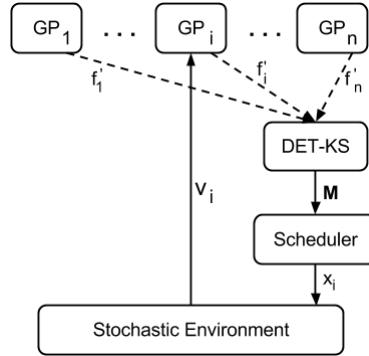 GP1 ... GPi ... GPn
f'1 f'i f'n
DET-KS
vi M
Scheduler
xi
Stochastic Environment